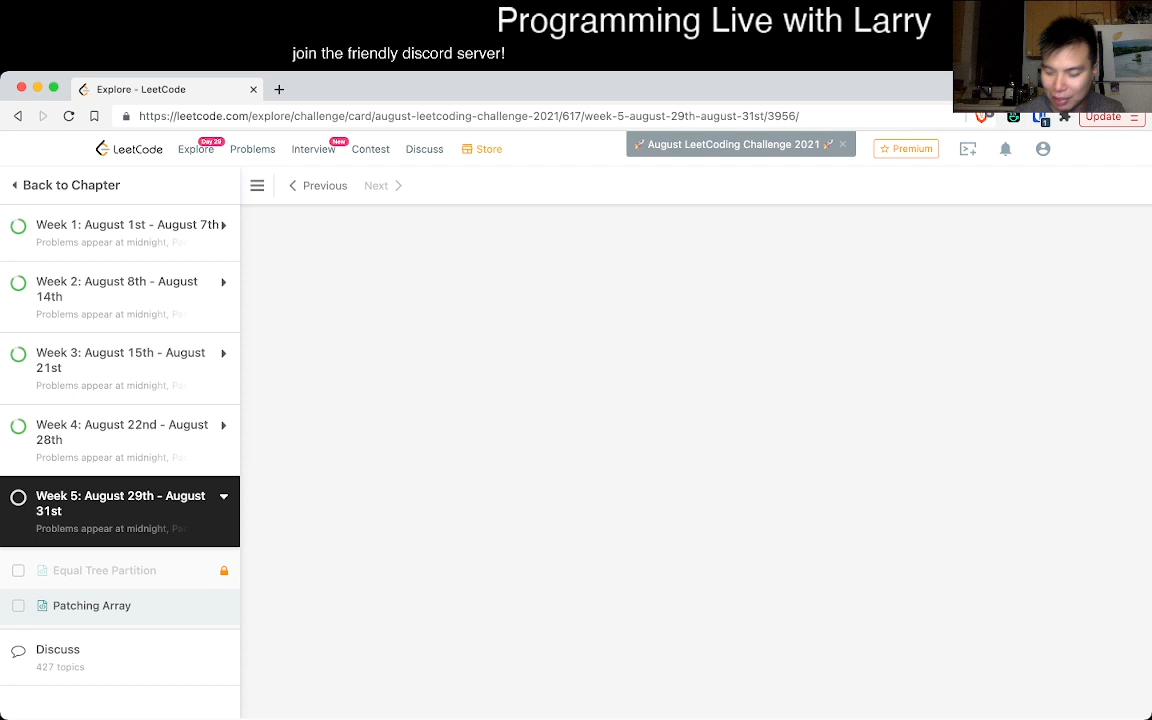 Programming Live with Larry
join the friendly discord server!
Explore - LeetCode
https://leetcode.com/explore/challenge/card/august-leetcoding-challenge-2021/617/week-5-august-29th-august-31st/3956/
Update
LeetCode
Explore
Day 29
Problems
Interview
New
Contest
Discuss
Store
August LeetCoding Challenge 2021
Premium
Back to Chapter
Previous
Next
Week 1: August 1st - August 7th
Problems appear at midnight, Pac
Week 2: August 8th - August
14th
Problems appear at midnight, Pac
Week 3: August 15th - August
21st
Problems appear at midnight, Pac
Week 4: August 22nd - August
28th
Problems appear at midnight, Pac
Week 5: August 29th - August
31st
Problems appear at midnight, Pac
Equal Tree Partition
Patching Array
Discuss
427 topics